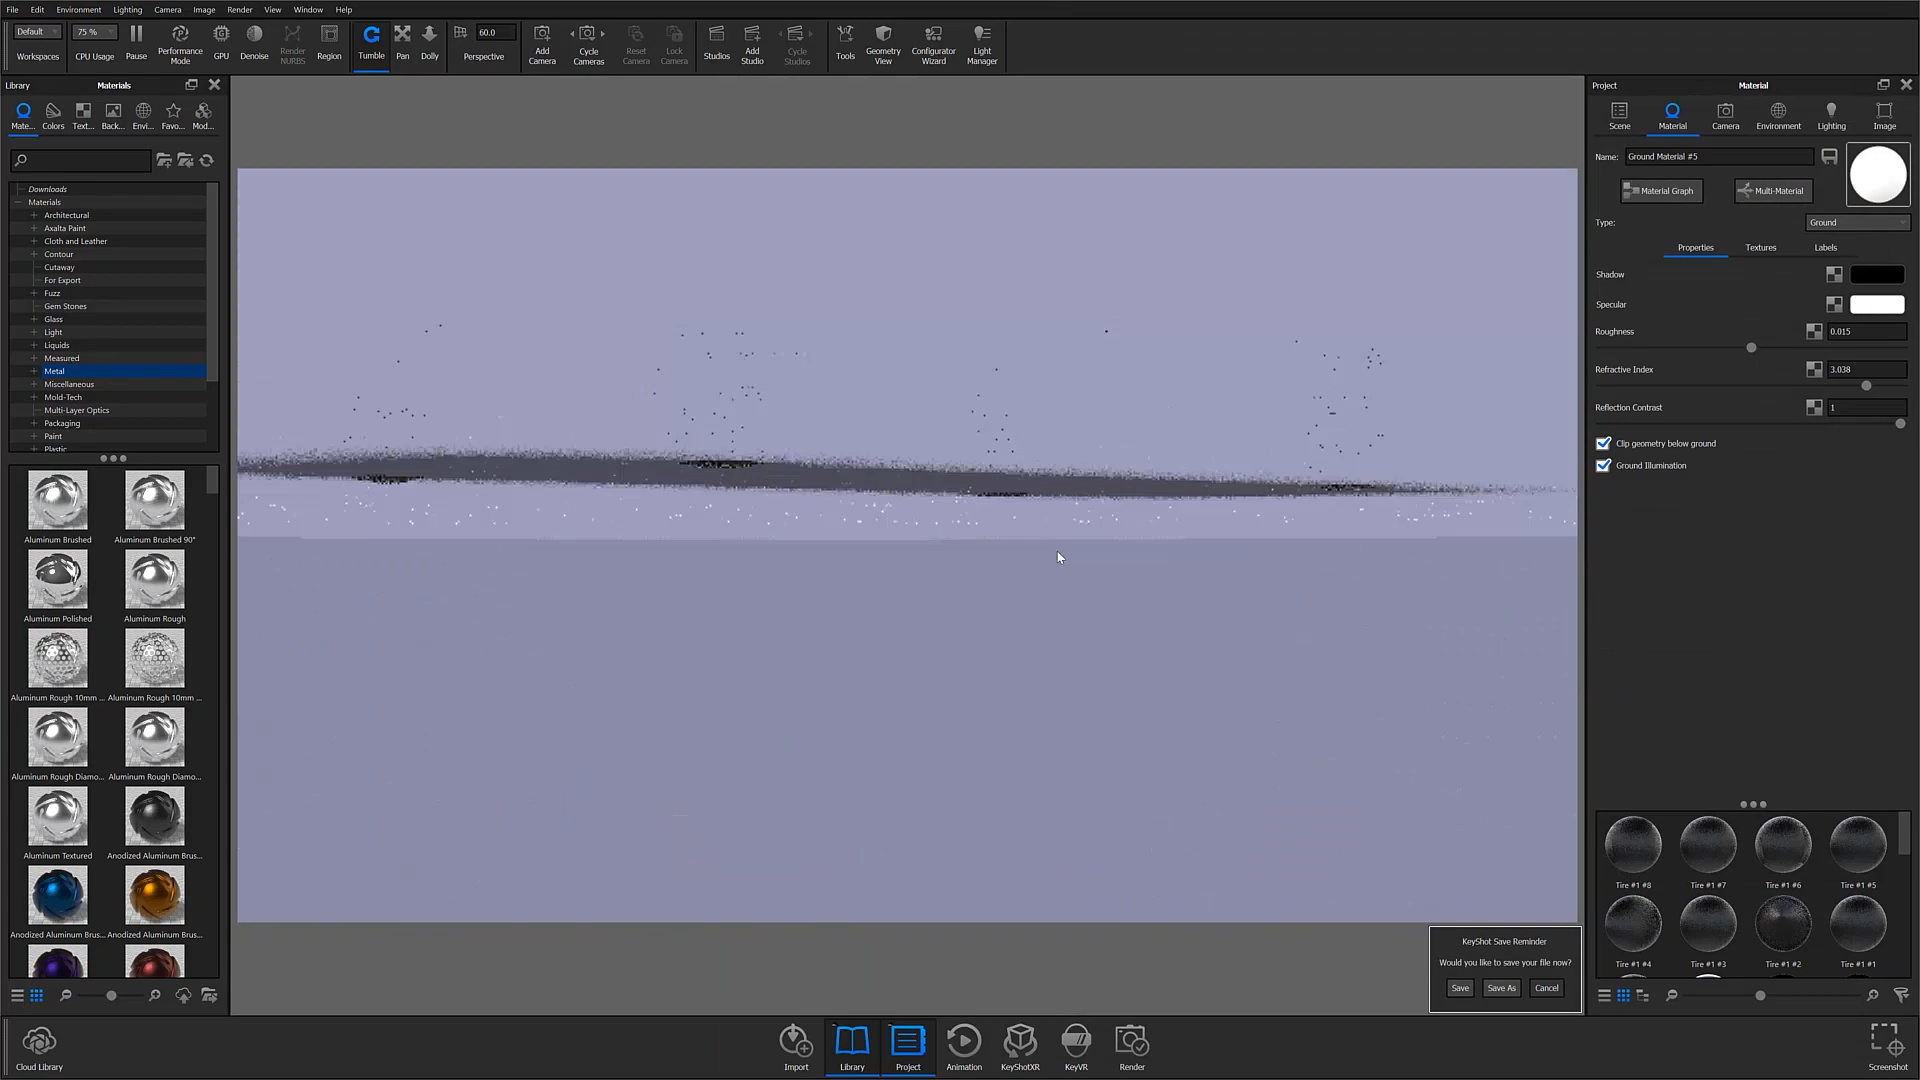 File Edit Environment Lighting Camera Image Render View Window Help
Default 75 % 60.0
Workspaces CPU Usage Pause Performance Mode GPU Denoise Render NURBS Region Tumble Pan Dolly Perspective Add Camera Cycle Cameras Reset Camera Lock Camera Studios Add Studio Cycle Studios Tools Geometry View Configurator Wizard Light Manager
Library Materials
Mate... Colors Text... Back... Envi... Favo... Mod...
Downloads
Materials
Architectural
Axalta Paint
Cloth and Leather
Contour
Cutaway
For Export
Fuzz
Gem Stones
Glass
Light
Liquids
Measured
Metal
Miscellaneous
Mold-Tech
Multi-Layer Optics
Packaging
Paint
Plastic
Aluminum Brushed Aluminum Brushed 90°
Aluminum Polished Aluminum Rough
Aluminum Rough 10mm ... Aluminum Rough 10mm ...
Aluminum Rough Diamo... Aluminum Rough Diamo...
Aluminum Textured Anodized Aluminum Brus...
Anodized Aluminum Brus... Anodized Aluminum Brus...
Project Material
Scene Material Camera Environment Lighting Image
Name: Ground Material #5
Material Graph Multi-Material
Type: Ground
Properties Textures Labels
Shadow
Specular
Roughness 0.015
Refractive Index 3.038
Reflection Contrast 1
Clip geometry below ground
Ground Illumination
Tire #1 #8 Tire #1 #7 Tire #1 #6 Tire #1 #5
Tire #1 #4 Tire #1 #3 Tire #1 #2 Tire #1 #1
KeyShot Save Reminder
Would you like to save your file now?
Save Save As Cancel
Cloud Library Import Library Project Animation KeyShotXR KeyVR Render Screenshot